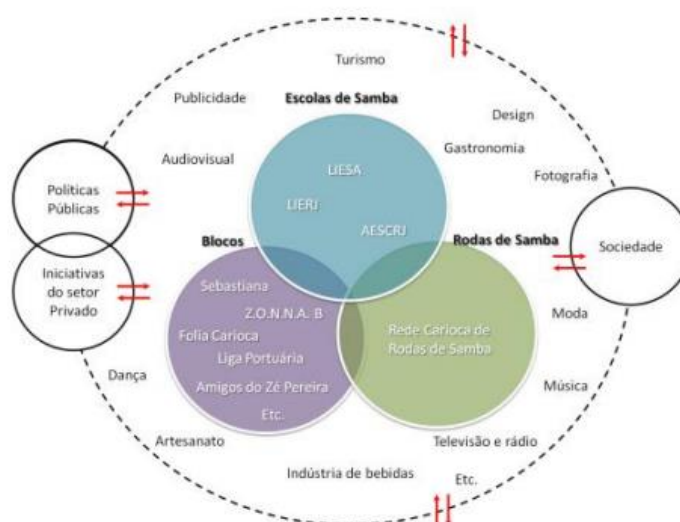 Turismo
Publicidade
Escolas de Samba
Design
Gastronomia
Audiovisual
LIESA
Fotografia
Políticas
Públicas
LIERJ
AESCRJ
Blocos
Rodas de Samba
Sociedade
Iniciativas
do setor
Privado
Sebastiana
Z.O.N.N.A. B
Moda
Folia Carioca
Rede Carioca de
Rodas de Samba
Liga Portuária
Dança
Amigos do Zé Pereira
Música
Etc.
Artesanato
Televisão e rádio
Indústria de bebidas
Etc.